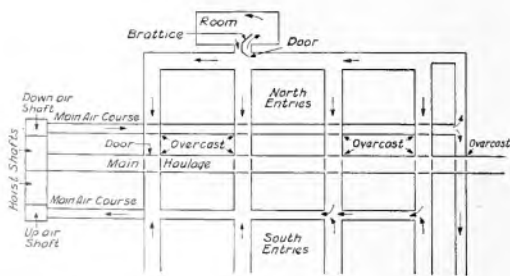 Room
Brattice
Door
North
Entries
Down air
Shaft
Main Air Course
Door
Overcast
Overcast
Overcast
Main Haulage
Hoist Shafts
Main Air Course
Up air
Shaft
South
Entries